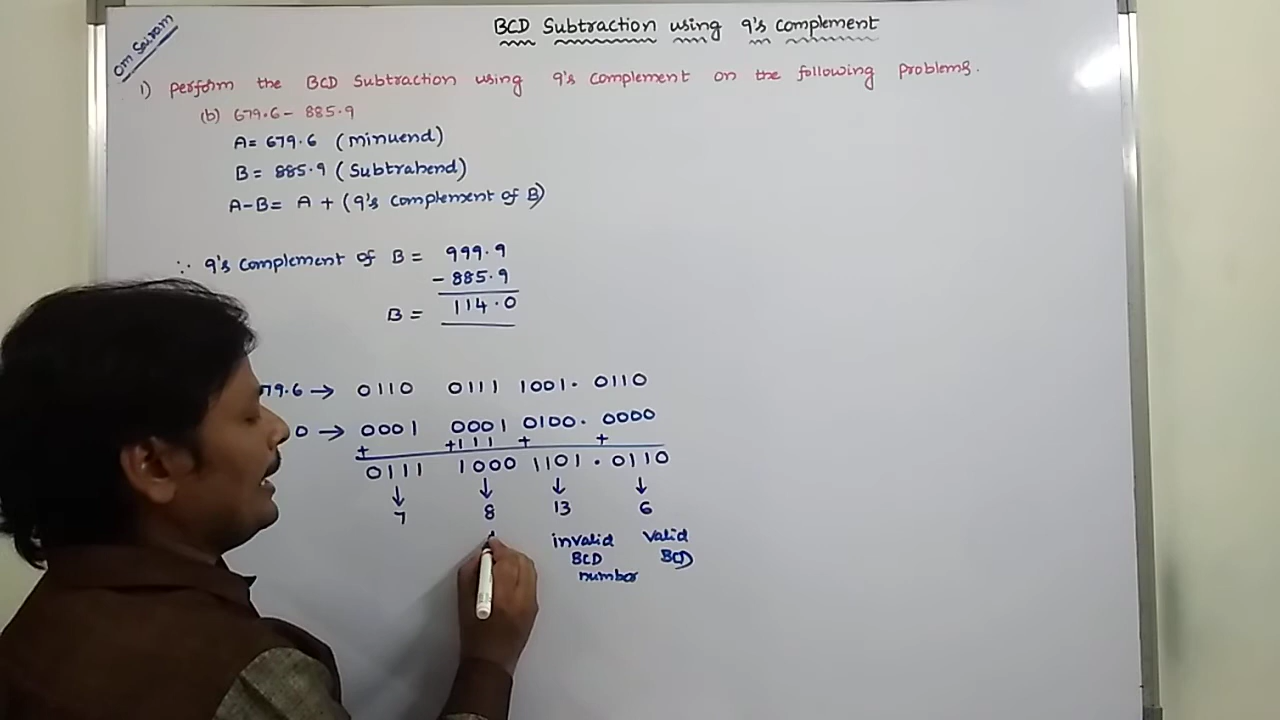 Om Sairam
BCD Subtraction using 9's complement
1) perform the BCD Subtraction using 9's complement on the following problems.
(b) 679.6 - 885.9
A = 679.6 (minuend)
B = 885.9 (Subtrahend)
A-B = A + (9's complement of B)
∵ 9's complement of B = 999.9
- 885.9
B = 114.0
79.6 → 0110 0111 1001. 0110
0 → 0001 0001 0100. 0000
+ +111 + +
0111 1000 1101 . 0110
↓ ↓ ↓ ↓
7 8 13 6
invalid valid
BCD BCD
number